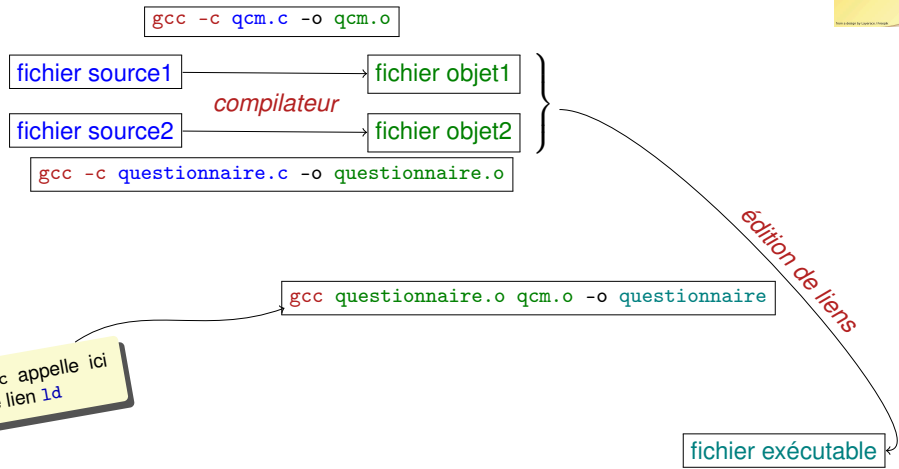 gcc -c qcm.c -o qcm.o
fichier source1 fichier objet1
compilateur
fichier source2 fichier objet2
gcc -c questionnaire.c -o questionnaire.o
édition de liens
gcc questionnaire.o qcm.o -o questionnaire
appelle ici
lien ld
fichier exécutable